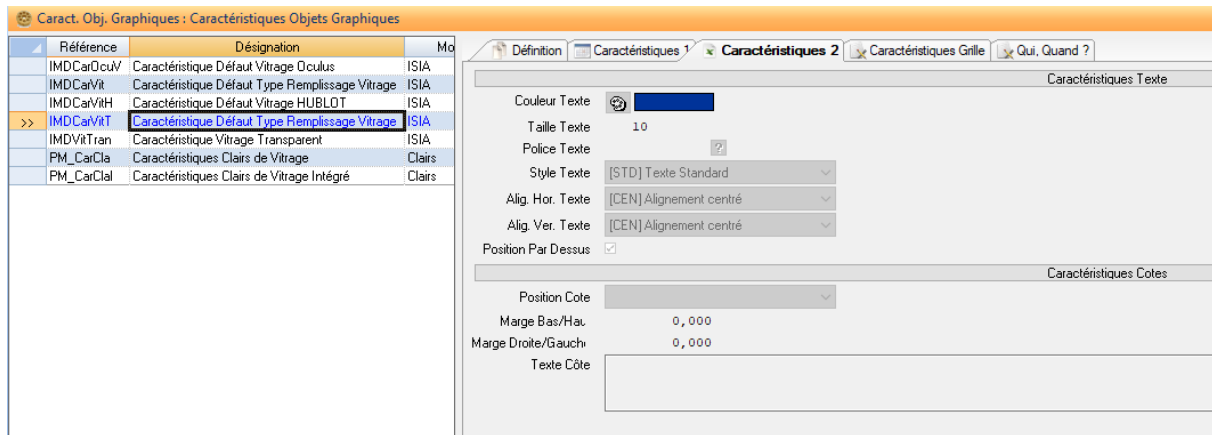 Caract. Obj. Graphiques : Caractéristiques Objets Graphiques
Référence Désignation Mo
IMDCarOcuV Caractéristique Défaut Vitrage Oculus ISIA
IMDCarVit Caractéristique Défaut Type Remplissage Vitrage ISIA
IMDCarVitH Caractéristique Défaut Vitrage HUBLOT ISIA
>> IMDCarVitT Caractéristique Défaut Type Remplissage Vitrage ISIA
IMDVitTran Caractéristique Vitrage Transparent ISIA
PM_CarCla Caractéristiques Clairs de Vitrage Clairs
PM_CarClaI Caractéristiques Clairs de Vitrage Intégré Clairs
Définition Caractéristiques 1 Caractéristiques 2 Caractéristiques Grille Qui, Quand ?
Caractéristiques Texte
Couleur Texte
Taille Texte 10
Police Texte ?
Style Texte [STD] Texte Standard
Alig. Hor. Texte [CEN] Alignement centré
Alig. Ver. Texte [CEN] Alignement centré
Position Par Dessus
Caractéristiques Cotes
Position Cote
Marge Bas/Hau 0,000
Marge Droite/Gauch 0,000
Texte Côte